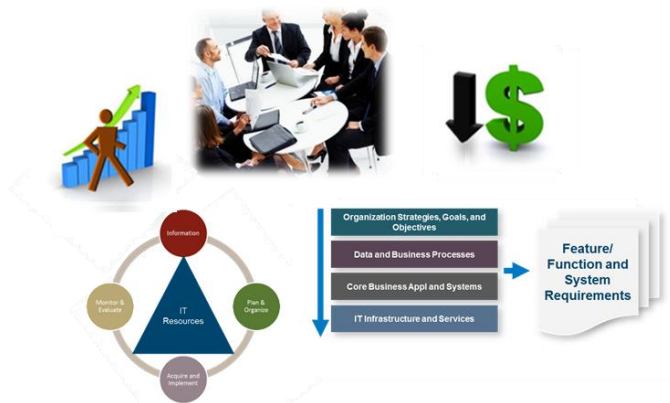 Information
Monitor &
Evaluate
IT
Resources
Plan &
Organize
Acquire and
Implement
Organization Strategies, Goals, and
Objectives
Data and Business Processes
Core Business Appl and Systems
IT Infrastructure and Services
Feature/
Function and
System
Requirements
$